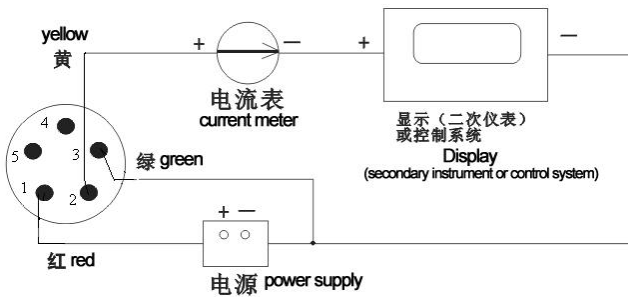 yellow
黄
+
—
+
—
电流表
current meter
显示（二次仪表）
或控制系统
Display
(secondary instrument or control system)
4
5
3
1
2
绿 green
+ —
红 red
电源 power supply